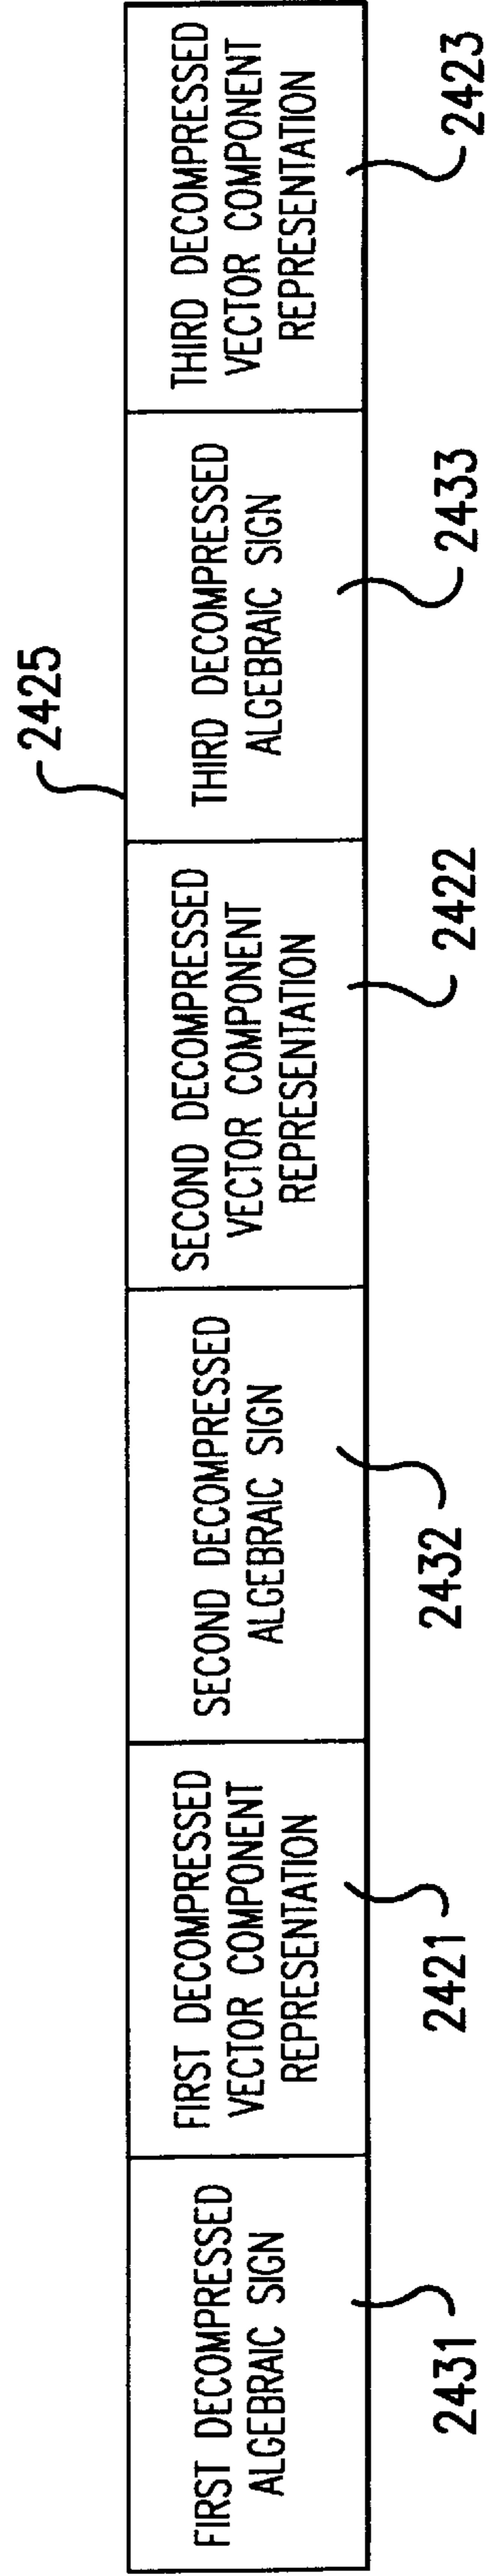 2425
FIRST DECOMPRESSED
ALGEBRAIC SIGN
FIRST DECOMPRESSED
VECTOR COMPONENT
REPRESENTATION
SECOND DECOMPRESSED
ALGEBRAIC SIGN
SECOND DECOMPRESSED
VECTOR COMPONENT
REPRESENTATION
THIRD DECOMPRESSED
ALGEBRAIC SIGN
THIRD DECOMPRESSED
VECTOR COMPONENT
REPRESENTATION
2431
2421
2432
2422
2433
2423